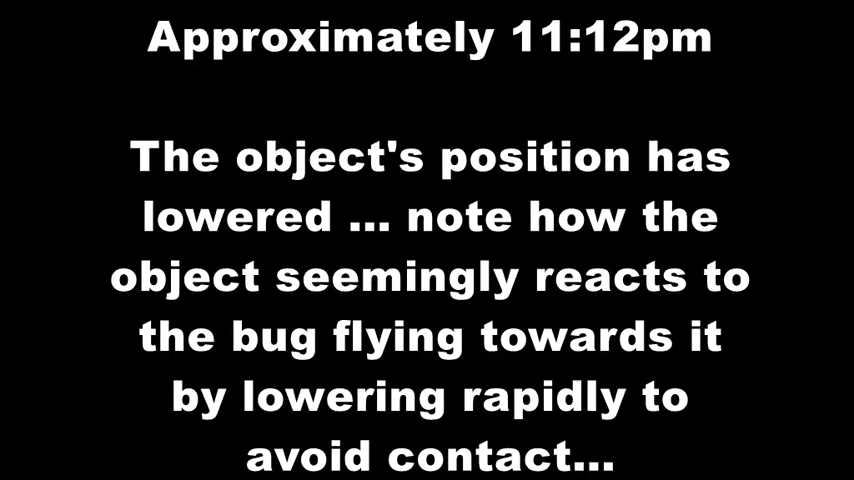 Approximately 11:12pm
The object's position has
lowered ... note how the
object seemingly reacts to
the bug flying towards it
by lowering rapidly to
avoid contact...